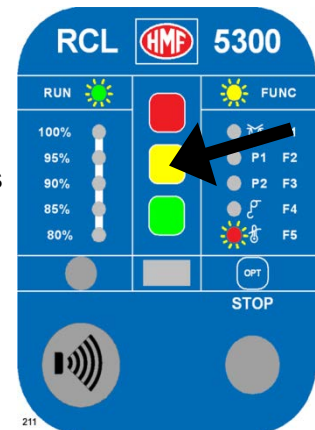 RCL HMF 5300
RUN FUNC
100% 1
95% P1 F2
90% P2 F3
85% F4
80% F5
OPT
STOP
211
s